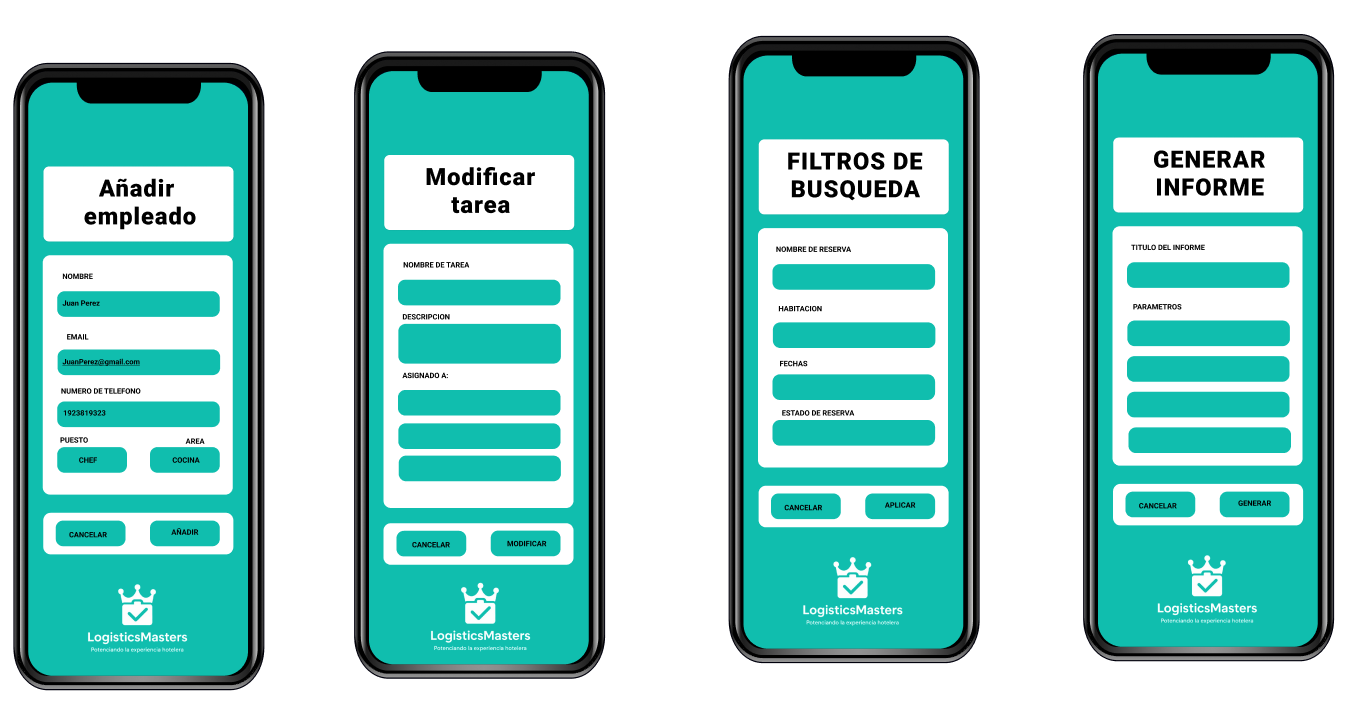 Añadir
empleado
NOMBRE
Juan Perez
EMAIL
JuanPerez@gmail.com
NUMERO DE TELEFONO
1923819323
PUESTO AREA
CHEF COCINA
CANCELAR AÑADIR
LogisticsMasters
Potenciando la experiencia hotelera
Modificar
tarea
NOMBRE DE TAREA
DESCRIPCION
ASIGNADO A:
CANCELAR MODIFICAR
LogisticsMasters
Potenciando la experiencia hotelera
FILTROS DE
BUSQUEDA
NOMBRE DE RESERVA
HABITACION
FECHAS
ESTADO DE RESERVA
CANCELAR APLICAR
LogisticsMasters
Potenciando la experiencia hotelera
GENERAR
INFORME
TITULO DEL INFORME
PARAMETROS
CANCELAR GENERAR
LogisticsMasters
Potenciando la experiencia hotelera